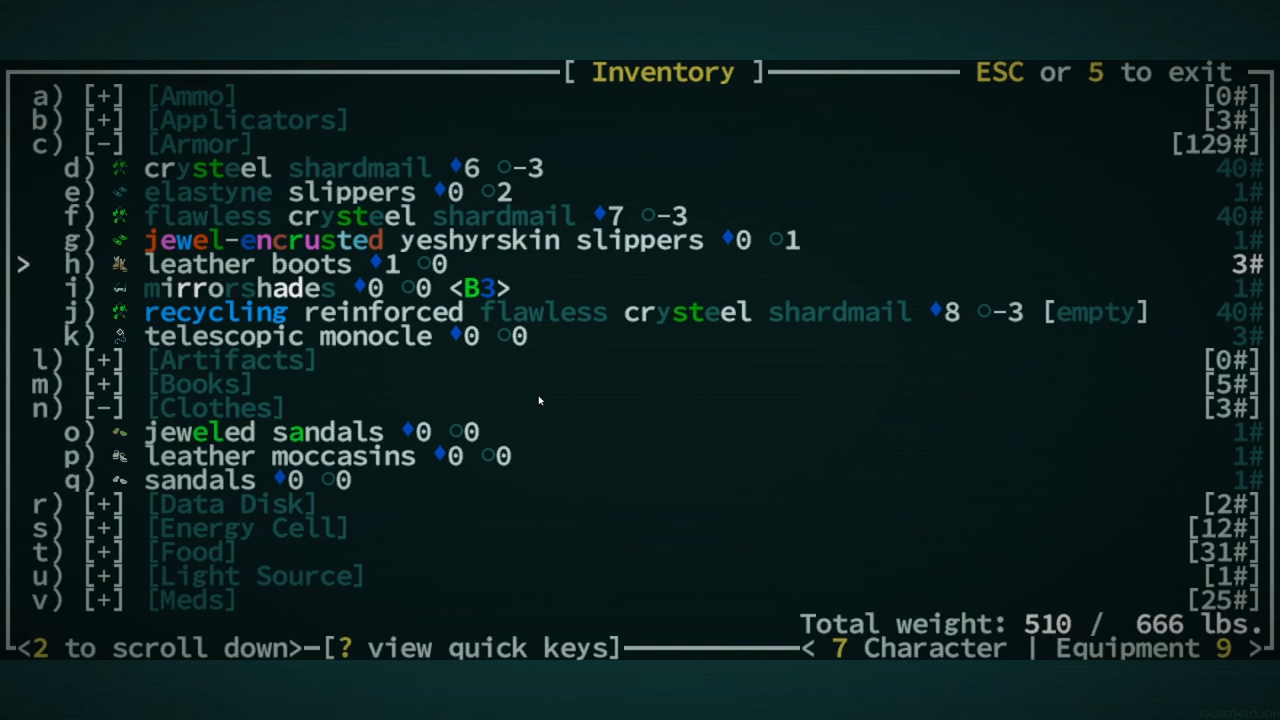 [ Inventory ] ESC or 5 to exit
a) [+] [Ammo] [0#]
b) [+] [Applicators] [3#]
c) [-] [Armor] [129#]
d) crysteel shardmail ♦6 ○-3 40#
e) elastyne slippers ♦0 ○2 1#
f) flawless crysteel shardmail ♦7 ○-3 40#
g) jewel-encrusted yeshyrskin slippers ♦0 ○1 1#
> h) leather boots ♦1 ○0 3#
i) mirrorshades ♦0 ○0 <B3> 1#
j) recycling reinforced flawless crysteel shardmail ♦8 ○-3 [empty] 40#
k) telescopic monocle ♦0 ○0 3#
l) [+] [Artifacts] [0#]
m) [+] [Books] [5#]
n) [-] [Clothes] [3#]
o) jeweled sandals ♦0 ○0 1#
p) leather moccasins ♦0 ○0 1#
q) sandals ♦0 ○0 1#
r) [+] [Data Disk] [2#]
s) [+] [Energy Cell] [12#]
t) [+] [Food] [31#]
u) [+] [Light Source] [1#]
v) [+] [Meds] [25#]
Total weight: 510 / 666 lbs.
<2 to scroll down> [? view quick keys] < 7 Character | Equipment 9 >